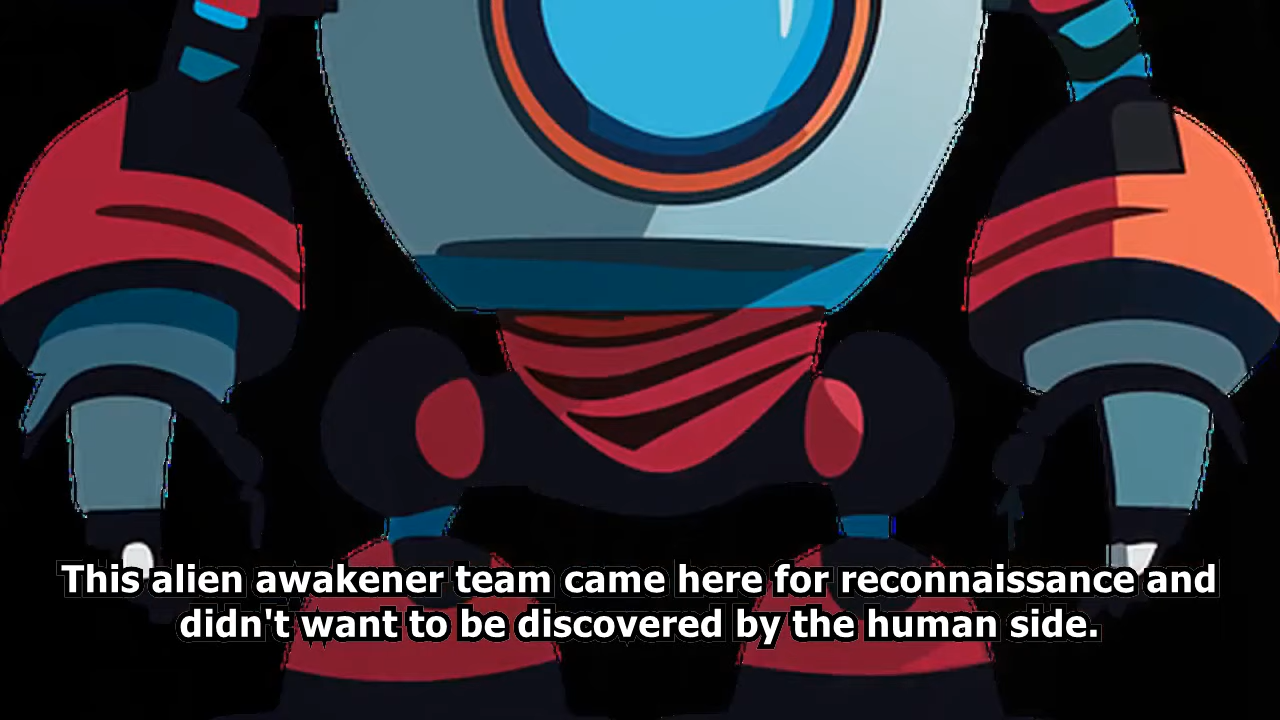 This alien awakener team came here for reconnaissance and
didn't want to be discovered by the human side.